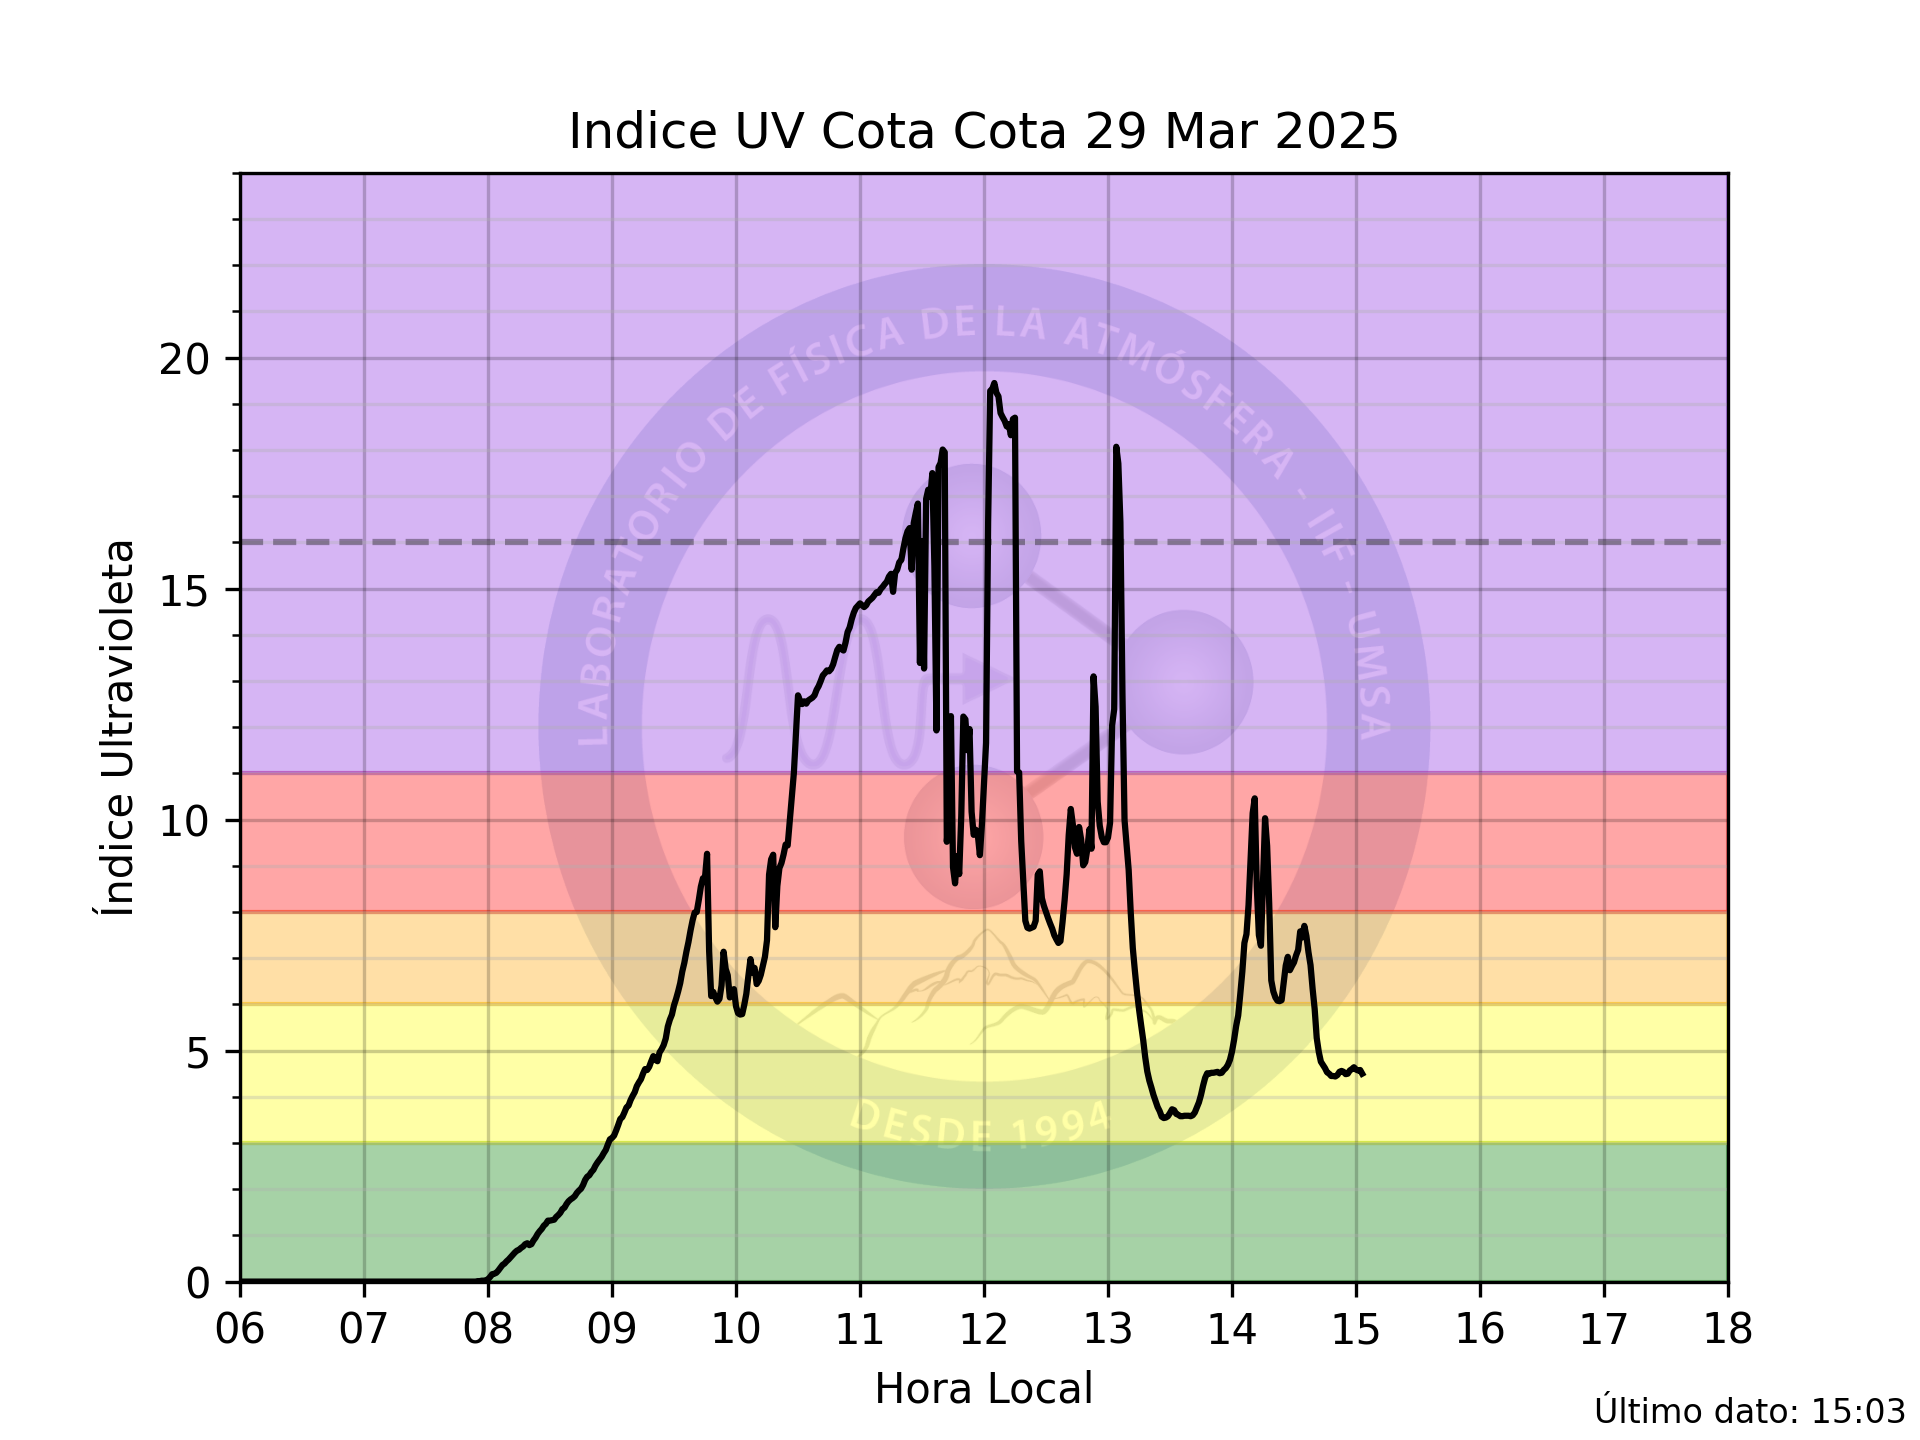 Indice UV Cota Cota 29 Mar 2025
Índice Ultravioleta
20
15
10
5
0
LABORATORIO DE FÍSICA DE LA ATMÓSFERA - IIF - UMSA
DESDE 1994
06 07 08 09 10 11 12 13 14 15 16 17 18
Hora Local
Último dato: 15:03